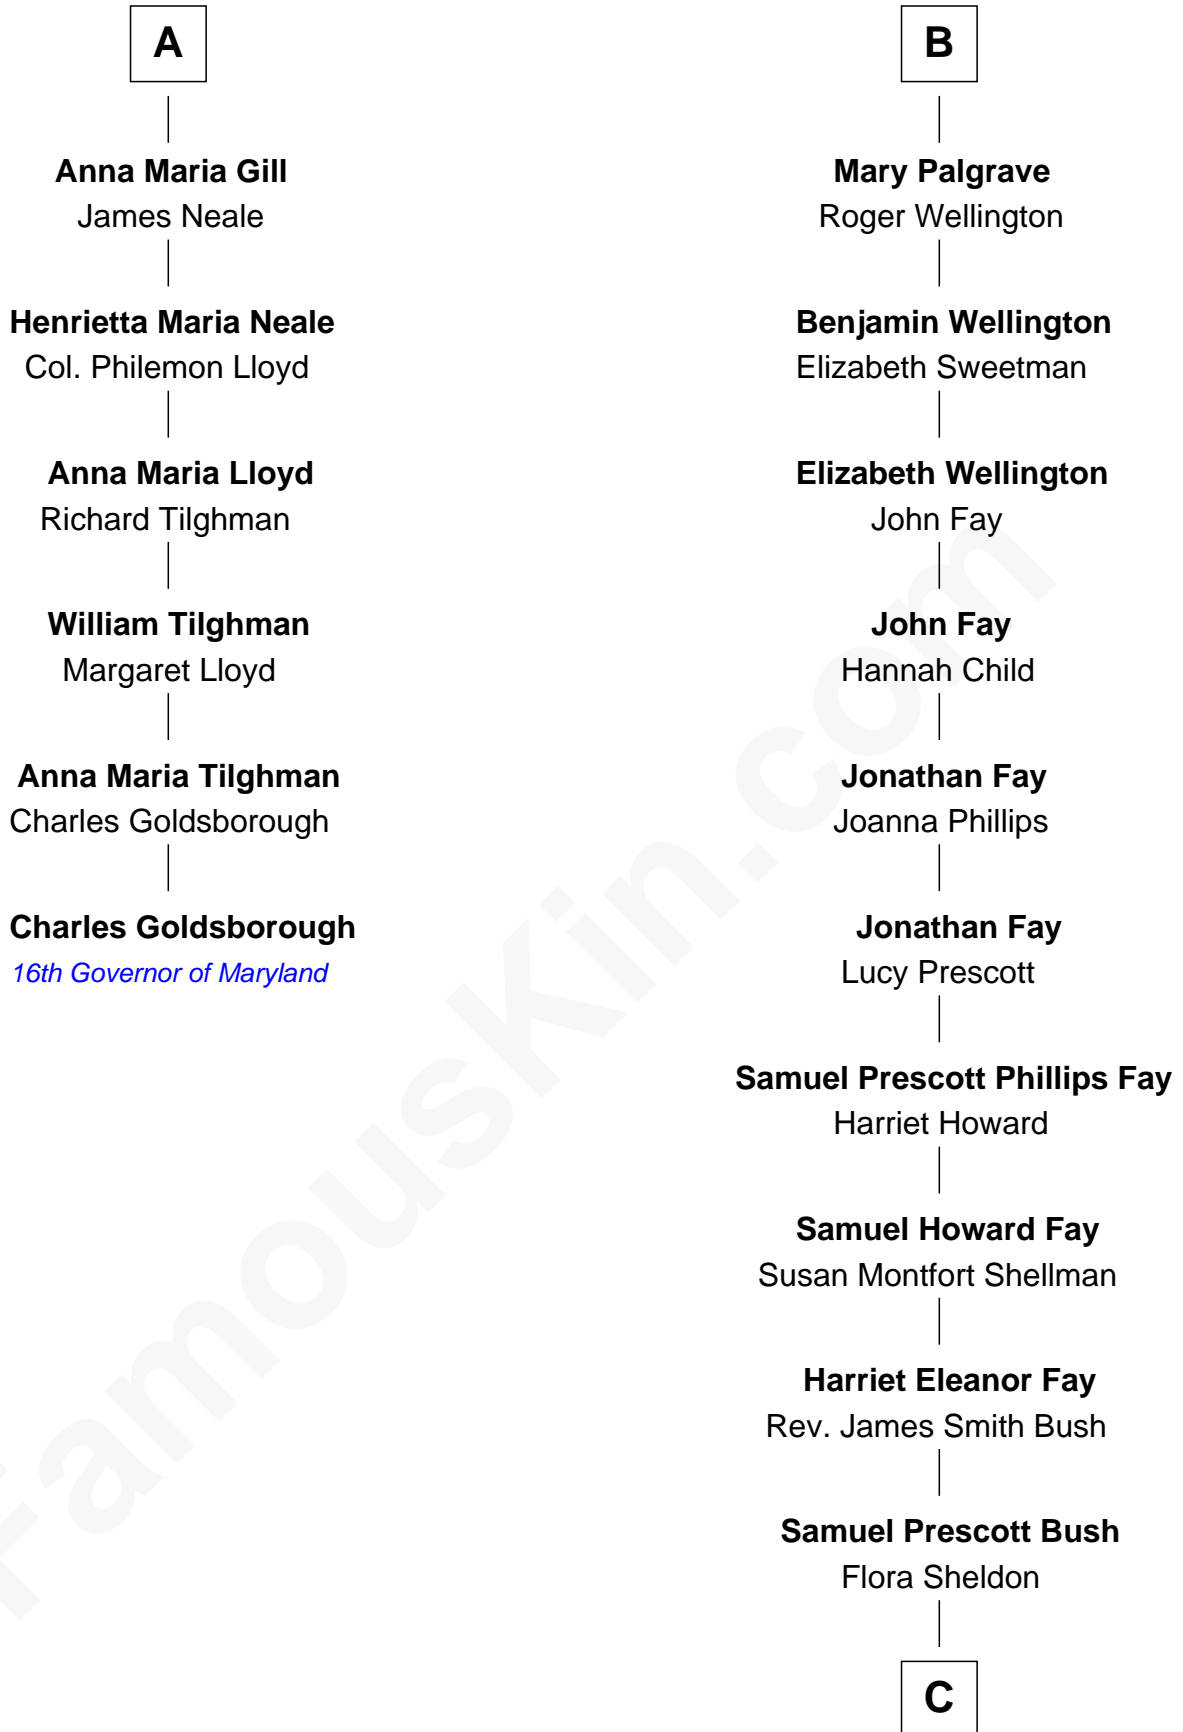 A
Anna Maria Gill
James Neale
Henrietta Maria Neale
Col. Philemon Lloyd
Anna Maria Lloyd
Richard Tilghman
William Tilghman
Margaret Lloyd
Anna Maria Tilghman
Charles Goldsborough
Charles Goldsborough
16th Governor of Maryland
B
Mary Palgrave
Roger Wellington
Benjamin Wellington
Elizabeth Sweetman
Elizabeth Wellington
John Fay
John Fay
Hannah Child
Jonathan Fay
Joanna Phillips
Jonathan Fay
Lucy Prescott
Samuel Prescott Phillips Fay
Harriet Howard
Samuel Howard Fay
Susan Montfort Shellman
Harriet Eleanor Fay
Rev. James Smith Bush
Samuel Prescott Bush
Flora Sheldon
C
FamousKin.com